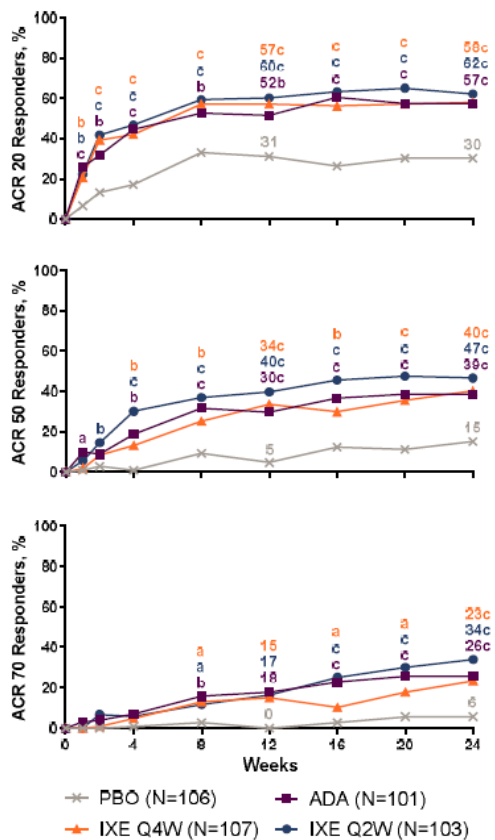 ACR 20 Responders, %
100
80
60
40
20
0
c c c 57c c c 58c
b c c c 60c c c 62c
b b c b 52b c c 57c
c
31 30
ACR 50 Responders, %
100
80
60
40
20
0
b b 34c b c 40c
c c 40c c c 47c
a b b c 30c c c 39c
5 15
ACR 70 Responders, %
100
80
60
40
20
0
a 15 a a 23c
a 17 c c 34c
b 18 c c 26c
0 6
0 4 8 12 16 20 24
Weeks
PBO (N=106) ADA (N=101)
IXE Q4W (N=107) IXE Q2W (N=103)